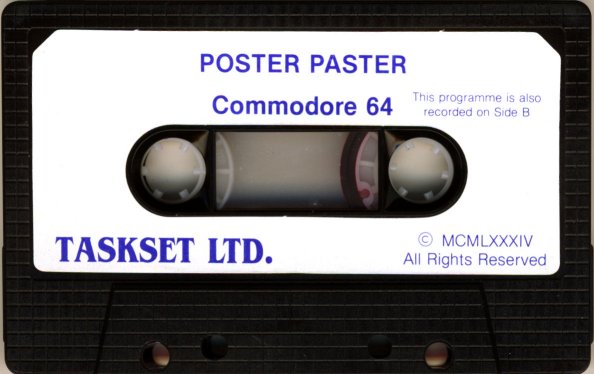 POSTER PASTER
Commodore 64
This programme is also
recorded on Side B
TASKSET LTD.
© MCMLXXXIV
All Rights Reserved